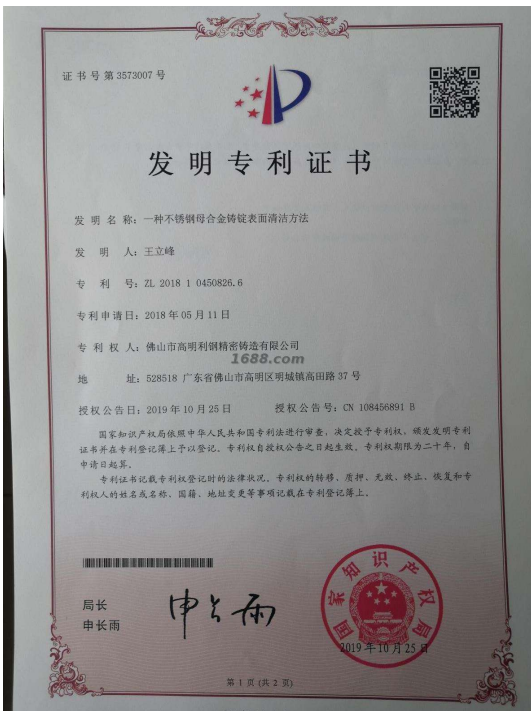 证书号第3573007号
发明专利证书
发明名称：一种不锈钢母合金铸锭表面清洁方法
发明人：王立峰
专利号：ZL 2018 1 0450826.6
专利申请日：2018年05月11日
专利权人：佛山市高明利钢精密铸造有限公司
1688.com
地址：528518 广东省佛山市高明区明城镇高田路37号
授权公告日：2019年10月25日 授权公告号：CN 108456891 B
国家知识产权局依照中华人民共和国专利法进行审查，决定授予专利权，颁发发明专利
证书并在专利登记簿上予以登记。专利权自授权公告之日起生效。专利权期限为二十年，自
申请日起算。
专利证书记载专利权登记时的法律状况。专利权的转移、质押、无效、终止、恢复和专
利权人的姓名或名称、国籍、地址变更等事项记载在专利登记簿上。
局长
申长雨
申长雨
国家知识产权局
2019年10月25日
第1页(共2页)